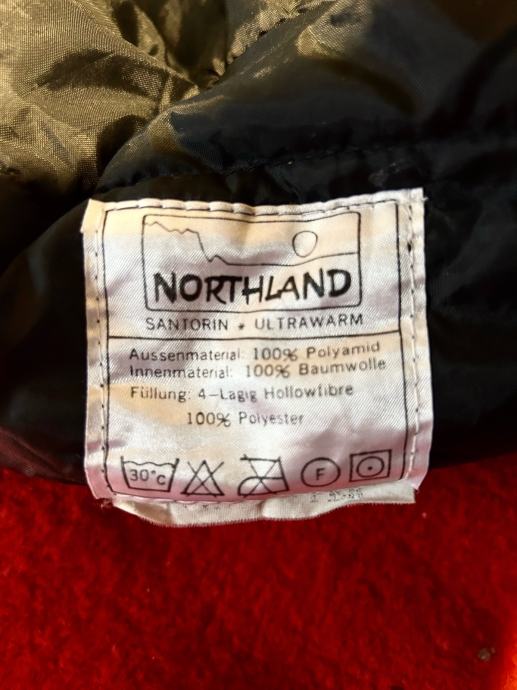 NORTHLAND
SANTORIN • ULTRAWARM
Aussenmaterial: 100% Polyamid
Innenmaterial: 100% Baumwolle
Füllung: 4-Lagig Hollowfibre
100% Polyester
30°C
F